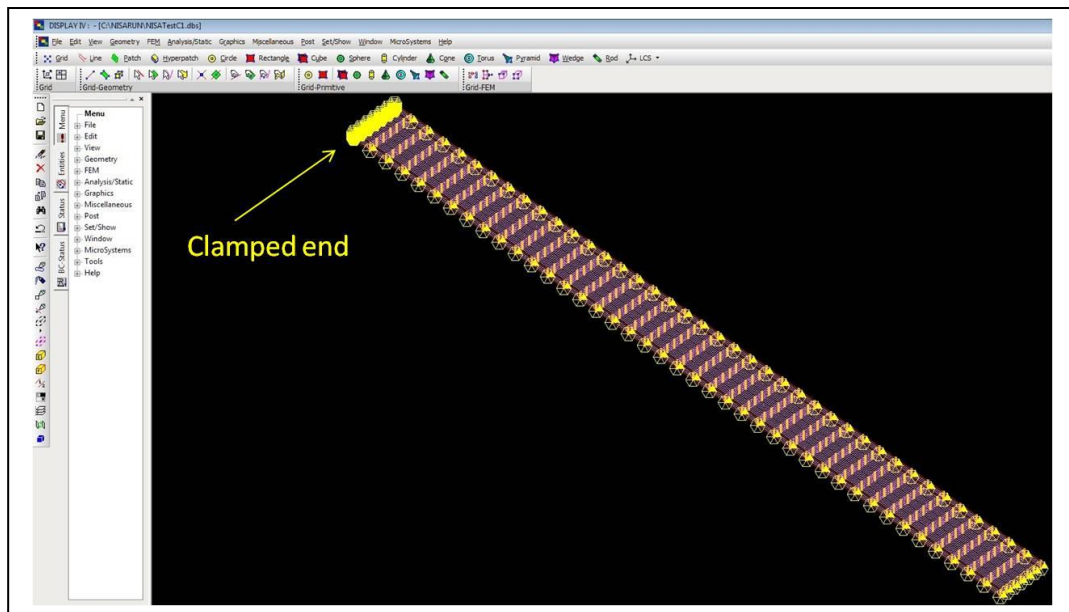 DISPLAY IV : - [C:\NISARUN\NISATestC1.dbs]
File Edit View Geometry FEM Analysis/Static Graphics Miscellaneous Post Set/Show Window MicroSystems Help
Grid Line Patch Hyperpatch Circle Rectangle Cube Sphere Cylinder Cone Torus Pyramid Wedge Rod LCS
Grid Grid-Geometry Grid-Primitive Grid-FEM
Menu
Entities
Status
BC-Status
Menu
File
Edit
View
Geometry
FEM
Analysis/Static
Graphics
Miscellaneous
Post
Set/Show
Window
MicroSystems
Tools
Help
Clamped end